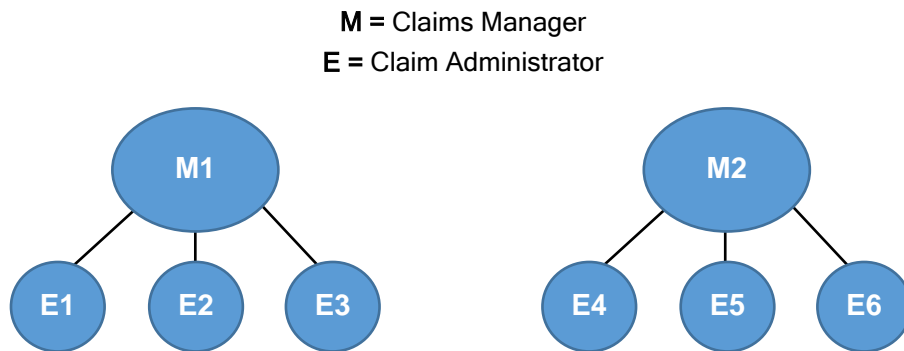 M = Claims Manager
E = Claim Administrator
M1 M2
E1 E2 E3 E4 E5 E6